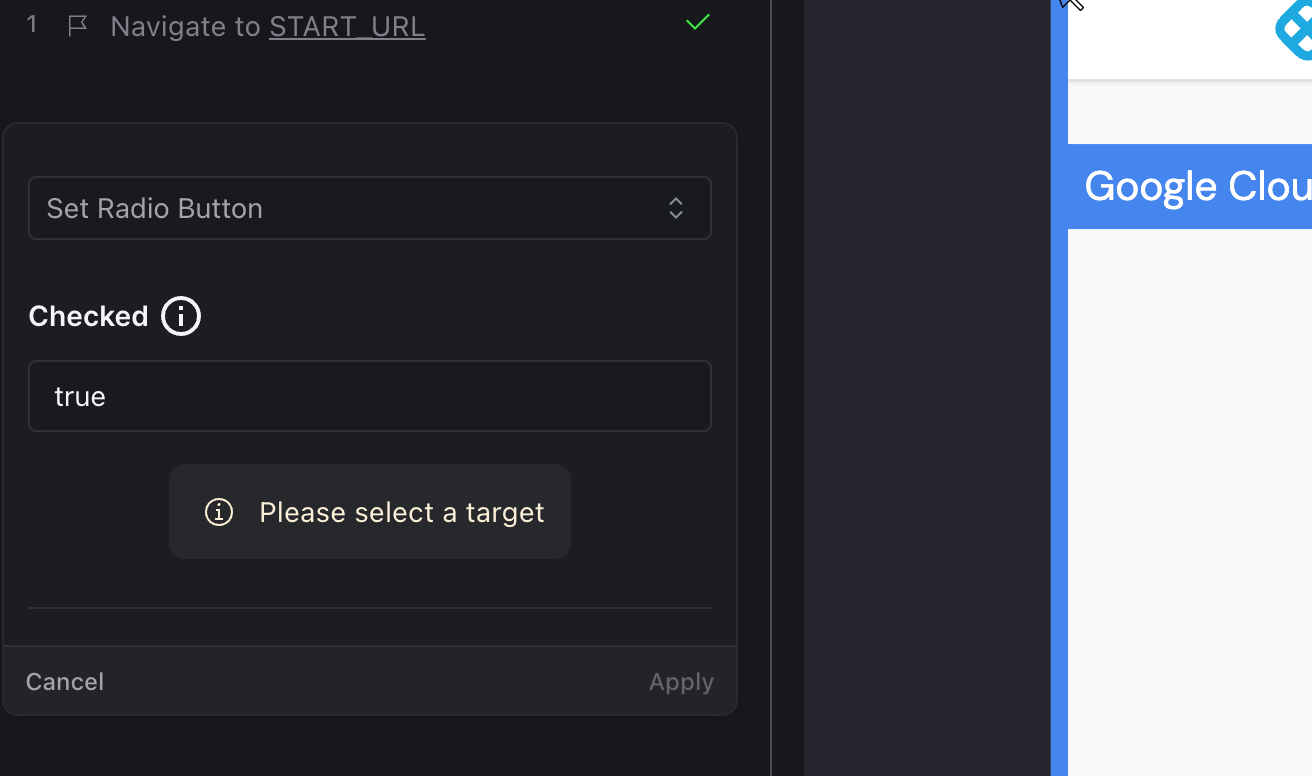 1 Navigate to START_URL
Set Radio Button
Checked
true
Please select a target
Cancel
Apply
Google Clou